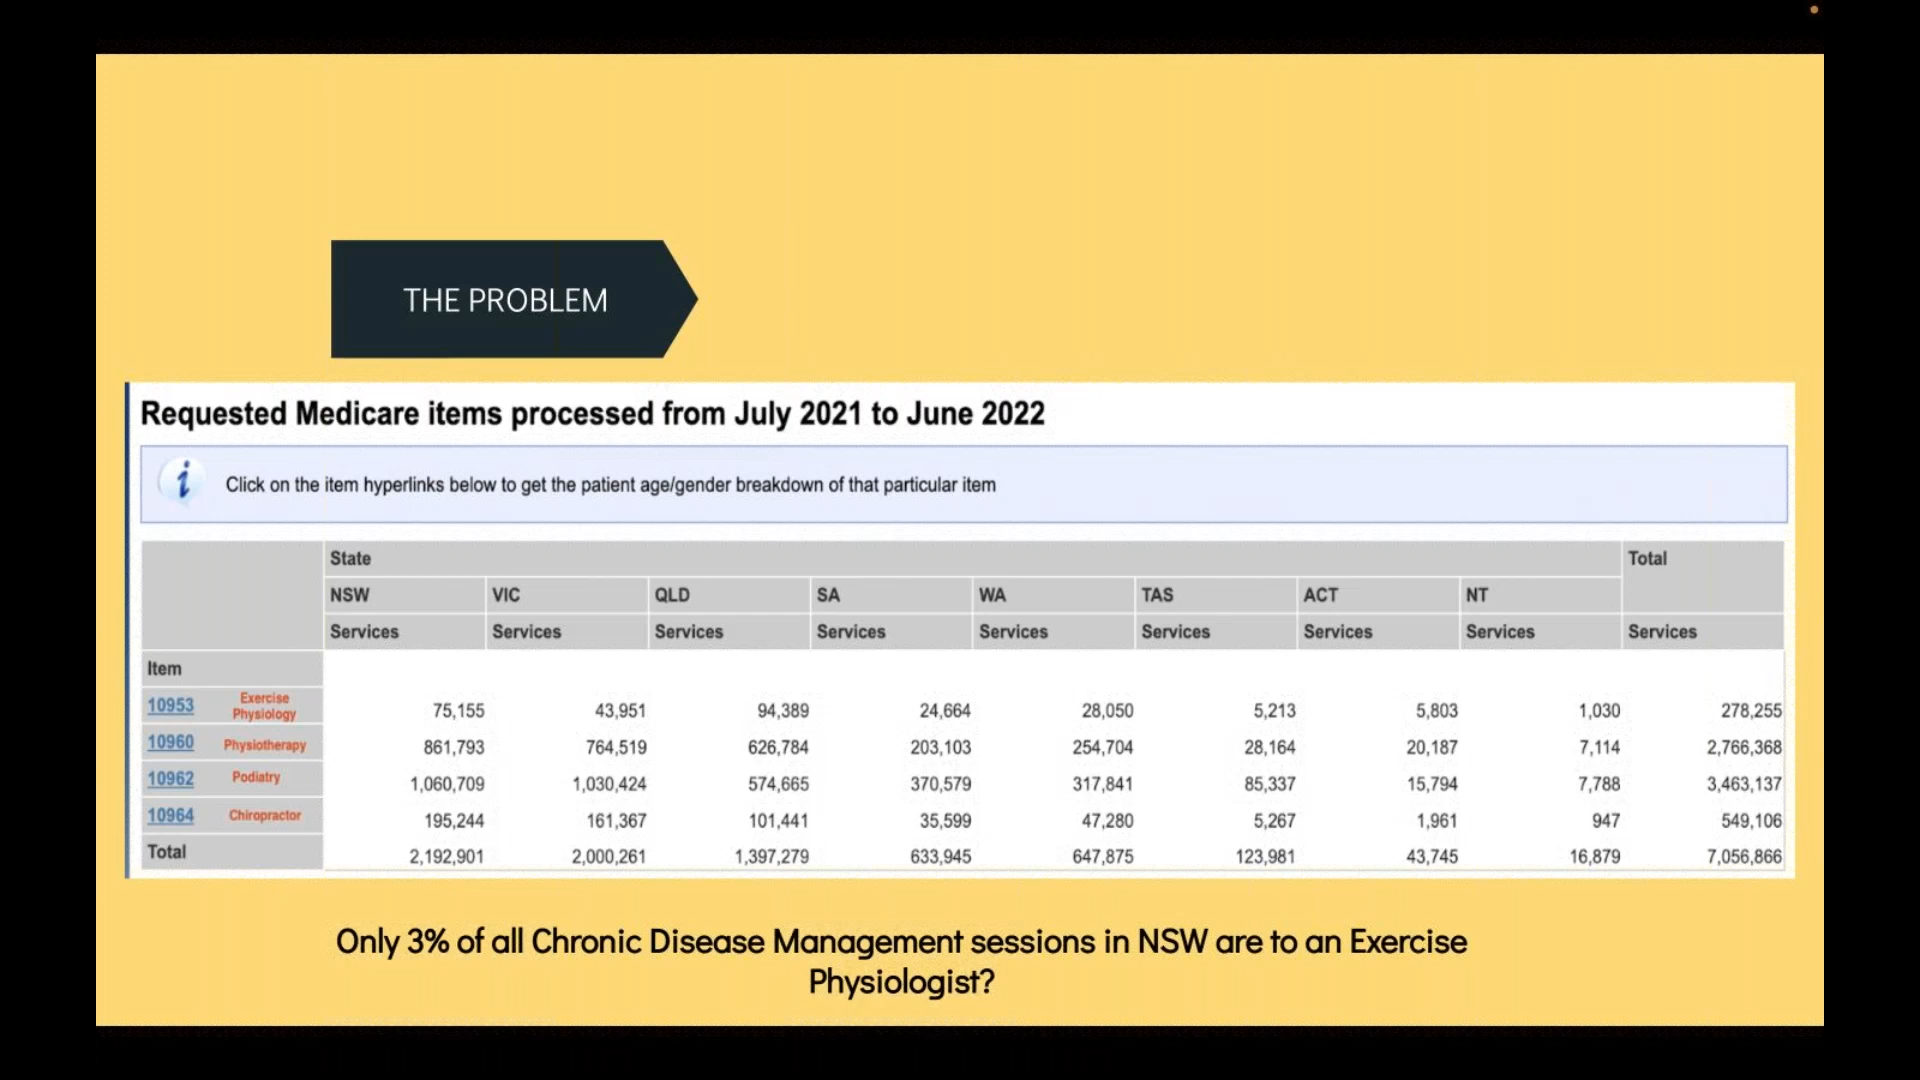 THE PROBLEM
Requested Medicare items processed from July 2021 to June 2022
i Click on the item hyperlinks below to get the patient age/gender breakdown of that particular item
State Total
NSW VIC QLD SA WA TAS ACT NT
Services Services Services Services Services Services Services Services Services
Item
10953 Exercise Physiology 75,155 43,951 94,389 24,664 28,050 5,213 5,803 1,030 278,255
10960 Physiotherapy 861,793 764,519 626,784 203,103 254,704 28,164 20,187 7,114 2,766,368
10962 Podiatry 1,060,709 1,030,424 574,665 370,579 317,841 85,337 15,794 7,788 3,463,137
10964 Chiropractor 195,244 161,367 101,441 35,599 47,280 5,267 1,961 947 549,106
Total 2,192,901 2,000,261 1,397,279 633,945 647,875 123,981 43,745 16,879 7,056,866
Only 3% of all Chronic Disease Management sessions in NSW are to an Exercise
Physiologist?